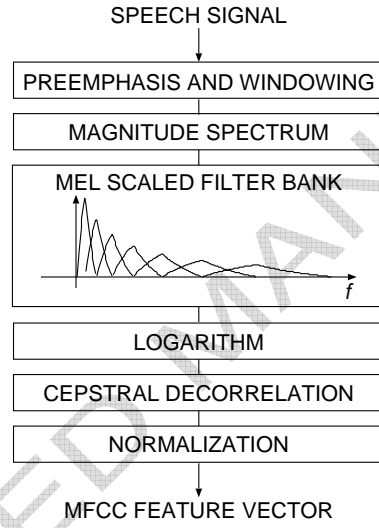 SPEECH SIGNAL
PREEMPHASIS AND WINDOWING
MAGNITUDE SPECTRUM
MEL SCALED FILTER BANK
f
LOGARITHM
CEPSTRAL DECORRELATION
NORMALIZATION
MFCC FEATURE VECTOR